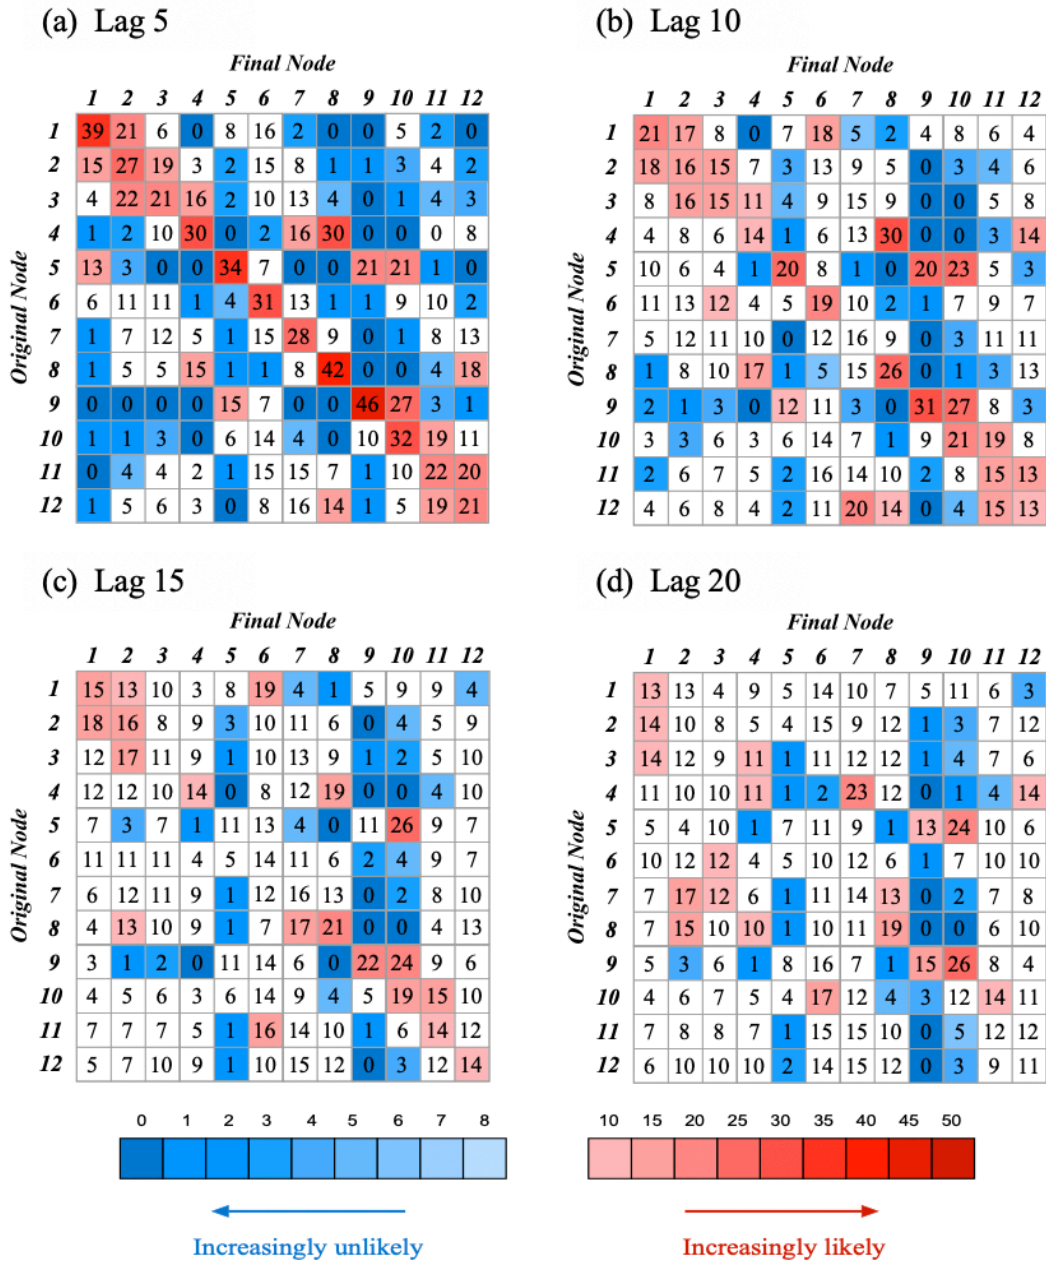 (a) Lag 5
Final Node
1 2 3 4 5 6 7 8 9 10 11 12
Original Node
1 39 21 6 0 8 16 2 0 0 5 2 0
2 15 27 19 3 2 15 8 1 1 3 4 2
3 4 22 21 16 2 10 13 4 0 1 4 3
4 1 2 10 30 0 2 16 30 0 0 0 8
5 13 3 0 0 34 7 0 0 21 21 1 0
6 6 11 11 1 4 31 13 1 1 9 10 2
7 1 7 12 5 1 15 28 9 0 1 8 13
8 1 5 5 15 1 1 8 42 0 0 4 18
9 0 0 0 0 15 7 0 0 46 27 3 1
10 1 1 3 0 6 14 4 0 10 32 19 11
11 0 4 4 2 1 15 15 7 1 10 22 20
12 1 5 6 3 0 8 16 14 1 5 19 21
(b) Lag 10
Final Node
1 2 3 4 5 6 7 8 9 10 11 12
Original Node
1 21 17 8 0 7 18 5 2 4 8 6 4
2 18 16 15 7 3 13 9 5 0 3 4 6
3 8 16 15 11 4 9 15 9 0 0 5 8
4 4 8 6 14 1 6 13 30 0 0 3 14
5 10 6 4 1 20 8 1 0 20 23 5 3
6 11 13 12 4 5 19 10 2 1 7 9 7
7 5 12 11 10 0 12 16 9 0 3 11 11
8 1 8 10 17 1 5 15 26 0 1 3 13
9 2 1 3 0 12 11 3 0 31 27 8 3
10 3 3 6 3 6 14 7 1 9 21 19 8
11 2 6 7 5 2 16 14 10 2 8 15 13
12 4 6 8 4 2 11 20 14 0 4 15 13
(c) Lag 15
Final Node
1 2 3 4 5 6 7 8 9 10 11 12
Original Node
1 15 13 10 3 8 19 4 1 5 9 9 4
2 18 16 8 9 3 10 11 6 0 4 5 9
3 12 17 11 9 1 10 13 9 1 2 5 10
4 12 12 10 14 0 8 12 19 0 0 4 10
5 7 3 7 1 11 13 4 0 11 26 9 7
6 11 11 11 4 5 14 11 6 2 4 9 7
7 6 12 11 9 1 12 16 13 0 2 8 10
8 4 13 10 9 1 7 17 21 0 0 4 13
9 3 1 2 0 11 14 6 0 22 24 9 6
10 4 5 6 3 6 14 9 4 5 19 15 10
11 7 7 7 5 1 16 14 10 1 6 14 12
12 5 7 10 9 1 10 15 12 0 3 12 14
(d) Lag 20
Final Node
1 2 3 4 5 6 7 8 9 10 11 12
Original Node
1 13 13 4 9 5 14 10 7 5 11 6 3
2 14 10 8 5 4 15 9 12 1 3 7 12
3 14 12 9 11 1 11 12 12 1 4 7 6
4 11 10 10 11 1 2 23 12 0 1 4 14
5 5 4 10 1 7 11 9 1 13 24 10 6
6 10 12 12 4 5 10 12 6 1 7 10 10
7 7 17 12 6 1 11 14 13 0 2 7 8
8 7 15 10 10 1 10 11 19 0 0 6 10
9 5 3 6 1 8 16 7 1 15 26 8 4
10 4 6 7 5 4 17 12 4 3 12 14 11
11 7 8 8 7 1 15 15 10 0 5 12 12
12 6 10 10 10 2 14 15 12 0 3 9 11
0 1 2 3 4 5 6 7 8
Increasingly unlikely
10 15 20 25 30 35 40 45 50
Increasingly likely